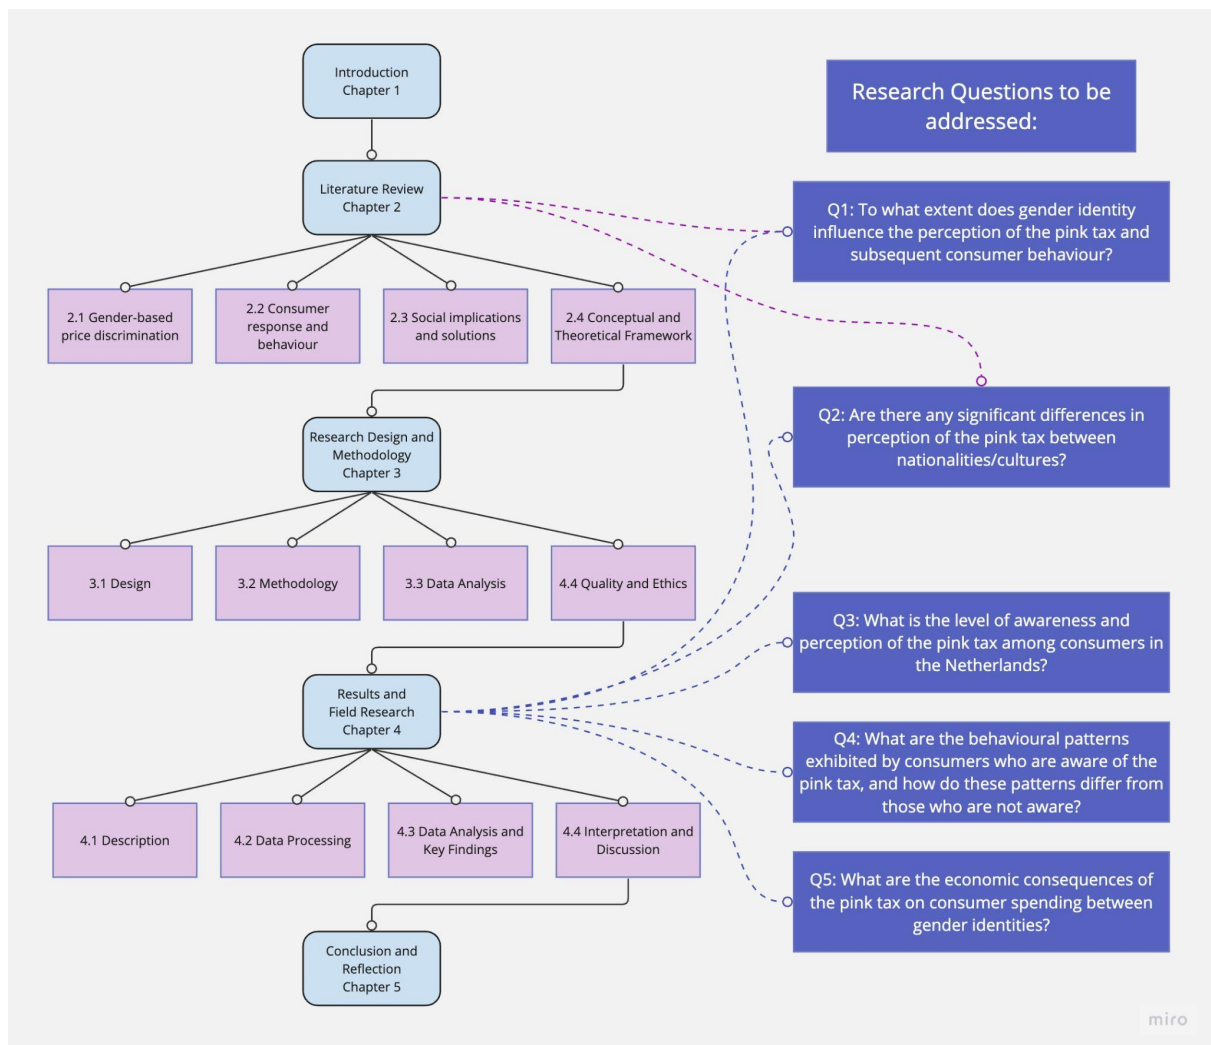 Introduction
Chapter 1
Literature Review
Chapter 2
2.1 Gender-based
price discrimination
2.2 Consumer
response and
behaviour
2.3 Social implications
and solutions
2.4 Conceptual and
Theoretical Framework
Research Design and
Methodology
Chapter 3
3.1 Design
3.2 Methodology
3.3 Data Analysis
4.4 Quality and Ethics
Results and
Field Research
Chapter 4
4.1 Description
4.2 Data Processing
4.3 Data Analysis and
Key Findings
4.4 Interpretation and
Discussion
Conclusion and
Reflection
Chapter 5
Research Questions to be
addressed:
Q1: To what extent does gender identity
influence the perception of the pink tax and
subsequent consumer behaviour?
Q2: Are there any significant differences in
perception of the pink tax between
nationalities/cultures?
Q3: What is the level of awareness and
perception of the pink tax among consumers in
the Netherlands?
Q4: What are the behavioural patterns
exhibited by consumers who are aware of the
pink tax, and how do these patterns differ from
those who are not aware?
Q5: What are the economic consequences of
the pink tax on consumer spending between
gender identities?
miro